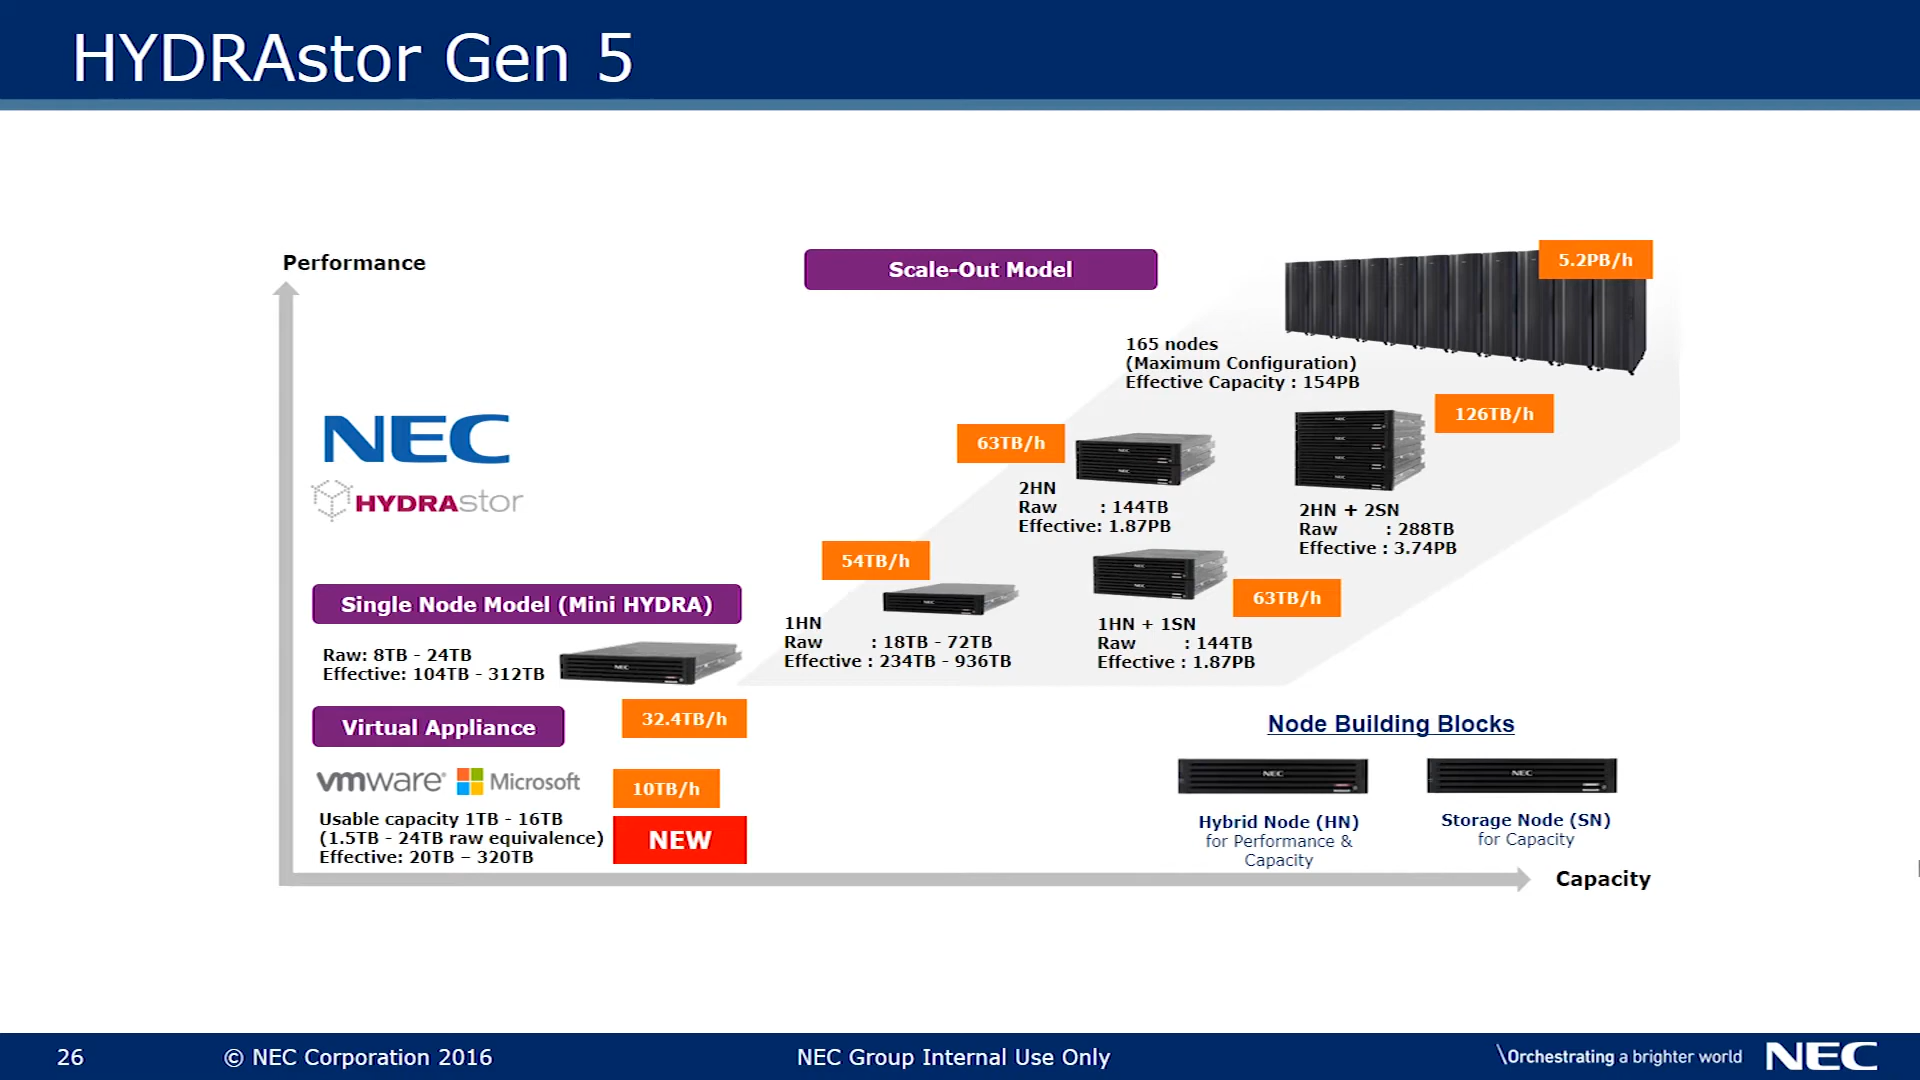 HYDRAstor Gen 5
Performance
Scale-Out Model
5.2PB/h
165 nodes
(Maximum Configuration)
Effective Capacity : 154PB
126TB/h
63TB/h
NEC
HYDRAstor
2HN
Raw : 144TB
Effective: 1.87PB
2HN + 2SN
Raw : 288TB
Effective : 3.74PB
54TB/h
63TB/h
Single Node Model (Mini HYDRA)
1HN
Raw : 18TB - 72TB
Effective : 234TB - 936TB
1HN + 1SN
Raw : 144TB
Effective : 1.87PB
Raw: 8TB - 24TB
Effective: 104TB - 312TB
NEC
32.4TB/h
Virtual Appliance
vmware Microsoft
10TB/h
Usable capacity 1TB - 16TB
(1.5TB - 24TB raw equivalence)
Effective: 20TB – 320TB
NEW
Node Building Blocks
NEC
NEC
Hybrid Node (HN)
for Performance &
Capacity
Storage Node (SN)
for Capacity
Capacity
26
© NEC Corporation 2016
NEC Group Internal Use Only
\Orchestrating a brighter world
NEC